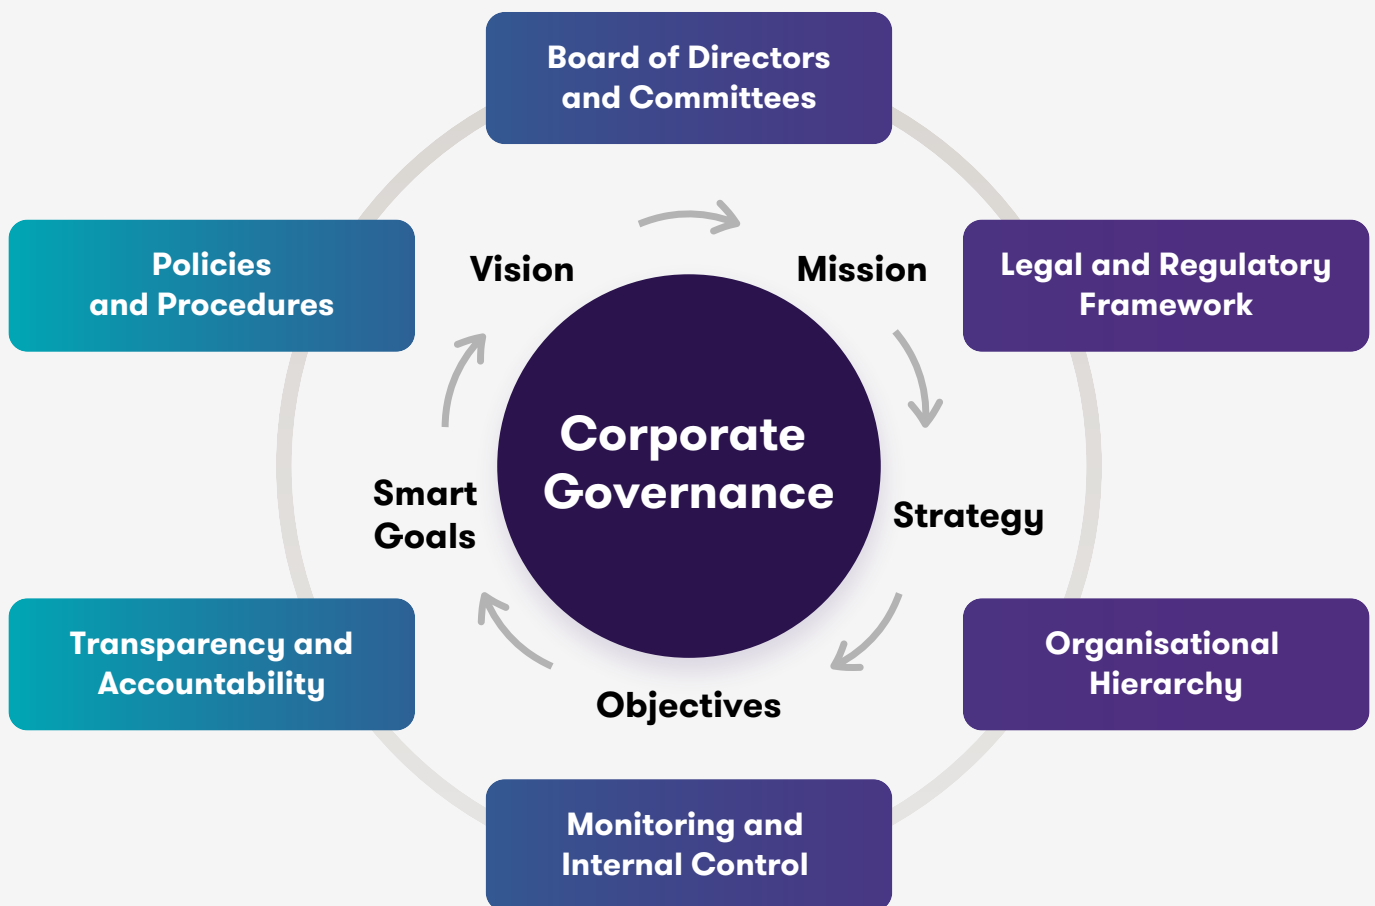 Board of Directors
and Committees
Policies
and Procedures
Vision
Mission
Legal and Regulatory
Framework
Corporate
Governance
Smart
Goals
Strategy
Transparency and
Accountability
Organisational
Hierarchy
Objectives
Monitoring and
Internal Control